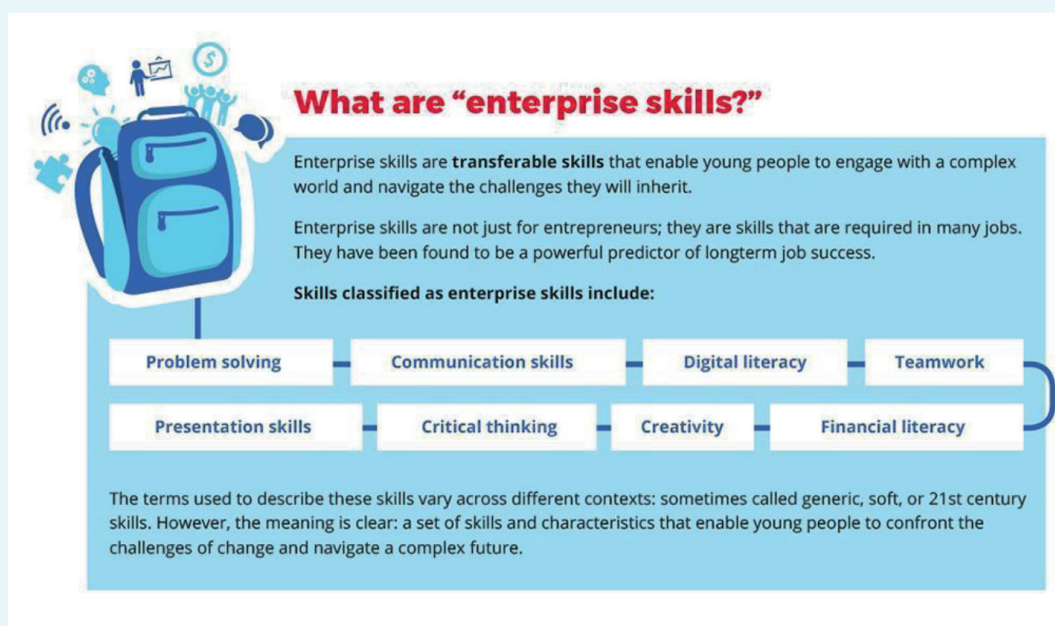 What are “enterprise skills?”
Enterprise skills are transferable skills that enable young people to engage with a complex
world and navigate the challenges they will inherit.
Enterprise skills are not just for entrepreneurs; they are skills that are required in many jobs.
They have been found to be a powerful predictor of longterm job success.
Skills classified as enterprise skills include:
Problem solving
Communication skills
Digital literacy
Teamwork
Presentation skills
Critical thinking
Creativity
Financial literacy
The terms used to describe these skills vary across different contexts: sometimes called generic, soft, or 21st century
skills. However, the meaning is clear: a set of skills and characteristics that enable young people to confront the
challenges of change and navigate a complex future.